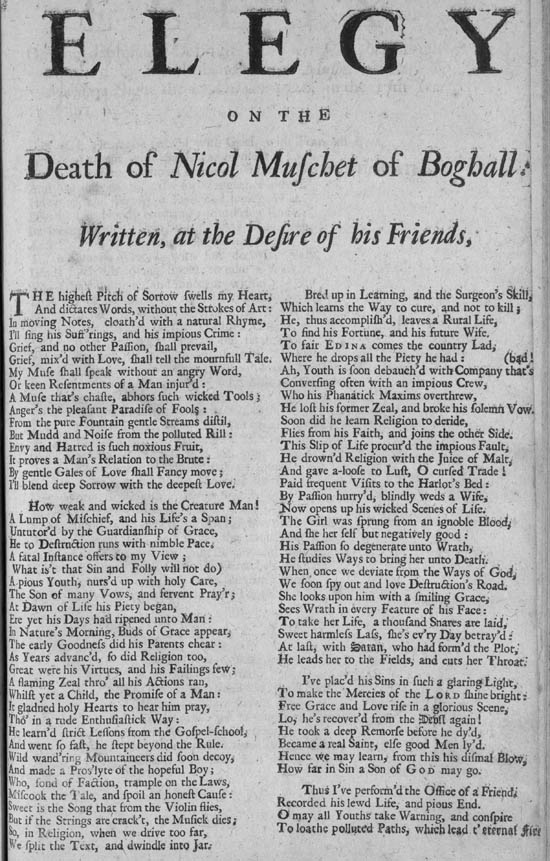 ELEGY
ON THE
Death of Nicol Muſchet of Boghall.
Written, at the Deſire of his Friends,
THE higheſt Pitch of Sorrow ſwells my Heart,
And dictates Words, without the Strokes of Art:
In moving Notes, cloath'd with a natural Rhyme,
I'll ſing his Suff'rings, and his impious Crime:
Grief, and no other Paſſion, ſhall prevail,
Grief, mix'd with Love, ſhall tell the mournfull Tale.
My Muſe ſhall ſpeak without an angry Word,
Or keen Reſentments of a Man injur'd:
A Muſe that's chaſte, abhors ſuch wicked Tools;
Anger's the pleaſant Paradiſe of Fools:
From the pure Fountain gentle Streams diſtil,
But Mudd and Noiſe from the polluted Rill:
Envy and Hatred is ſuch noxious Fruit,
It proves a Man's Relation to the Brute:
By gentle Gales of Love ſhall Fancy move;
I'll blend deep Sorrow with the deepeſt Love.
How weak and wicked is the Creature Man!
A Lump of Miſchief, and his Life's a Span;
Untutor'd by the Guardianſhip of Grace,
He to Deſtruction runs with nimble Pace.
A fatal Inſtance offers to my View;
What is't that Sin and Folly will not do)
A pious Youth, nurs'd up with holy Care,
The Son of many Vows, and fervent Pray'r;
At Dawn of Life his Piety began,
Ere yet his Days had ripened unto Man:
In Nature's Morning, Buds of Grace appear,
The early Goodneſs did his Parents chear:
As Years advanc'd, ſo did Religion too,
Great were his Virtues, and his Failings few;
A flaming Zeal thro' all his Actions ran,
Whilſt yet a Child, the Promiſe of a Man:
It gladned holy Hearts to hear him pray,
Tho' in a rude Enthuſiaſtick Way:
He learn'd ſtrict Leſſons from the Goſpel-ſchool,
And went ſo faſt, he ſtept beyond the Rule.
Wild wand'ring Mountaineers did ſoon decoy,
And made a Proſ'lyte of the hopeful Boy;
Who, fond of Faction, trample on the Laws,
Miſtook the Tale, and ſpoil an honeſt Cauſe:
Sweet is the Song that from the Violin flies,
But if the Strings are crack't, the Muſick dies;
So, in Religion, when we drive too far,
We ſplit the Text, and dwindle into Jar.
Bred up in Learning, and the Surgeon's Skill,
Which learns the Way to cure, and not to kill;
He, thus accompliſh'd, leaves a Rural Life,
To find his Fortune, and his future Wife.
To fair EDINA comes the country Lad,
Where he drops all the Piety he had: (bad!
Ah, Youth is ſoon debauch'd with Company that's
Converſing often with an impious Crew,
Who his Phanatick Maxims overthrew,
He loſt his former Zeal, and broke his ſolemn Vow.
Soon did he learn Religion to deride,
Flies from his Faith, and joins the other Side.
This Slip of Life procur'd the impious Fault,
He drown'd Religion with the Juice of Malt,
And gave a-looſe to Luſt, O curſed Trade!
Paid frequent Viſits to the Harlot's Bed:
By Paſſion hurry'd, blindly weds a Wife,
Now opens up his wicked Scenes of Life.
The Girl was ſprung from an ignoble Blood,
And ſhe her ſelf but negatively good:
His Paſſion ſo degenerate unto Wrath,
He ſtudies Ways to bring her unto Death.
When once we deviate from the Ways of God,
We ſoon ſpy out and love Deſtruction's Road.
She looks upon him with a ſmiling Grace,
Sees Wrath in every Feature of his Face:
To take her Life, a thouſand Snares are laid,
Sweet harmleſs Laſs, ſhe's ev'ry Day betray'd:
At laſt, with Satan, who had form'd the Plot,
He leads her to the Fields, and cuts her Throat.
I've plac'd his Sins in ſuch a glaring Light,
To make the Mercies of the LORD ſhine bright:
Free Grace and Love riſe in a glorious Scene,
Lo, he's recover'd from the again!
He took a deep Remorſe before he dy'd,
Became a real Saint, elſe good Men ly'd.
Hence we may learn, from this his diſmal Blow,
How far in Sin a Son of GOD may go.
Thus I've perform'd the Office of a Friend,
Recorded his lewd Life, and pious End.
O may all Youths take Warning, and conſpire
To loathe polluted Paths, which lead t'eternal Fire